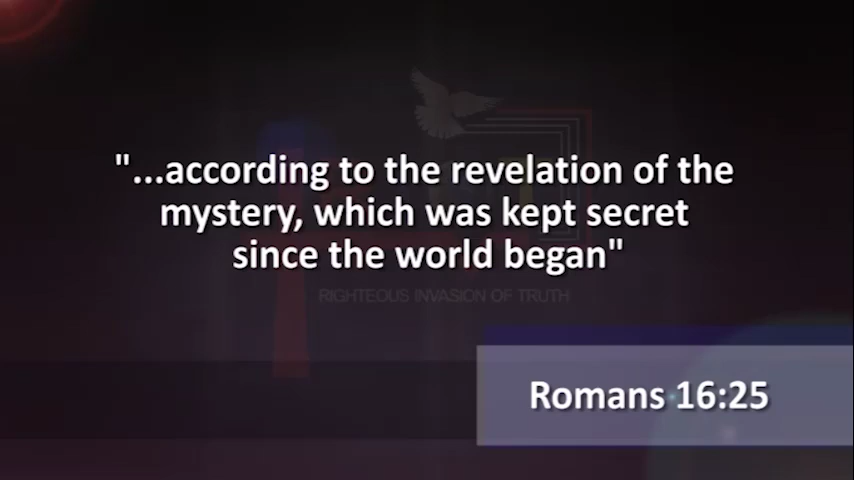 "...according to the revelation of the
mystery, which was kept secret
since the world began"
RIGHTEOUS INVASION OF TRUTH
Romans 16:25